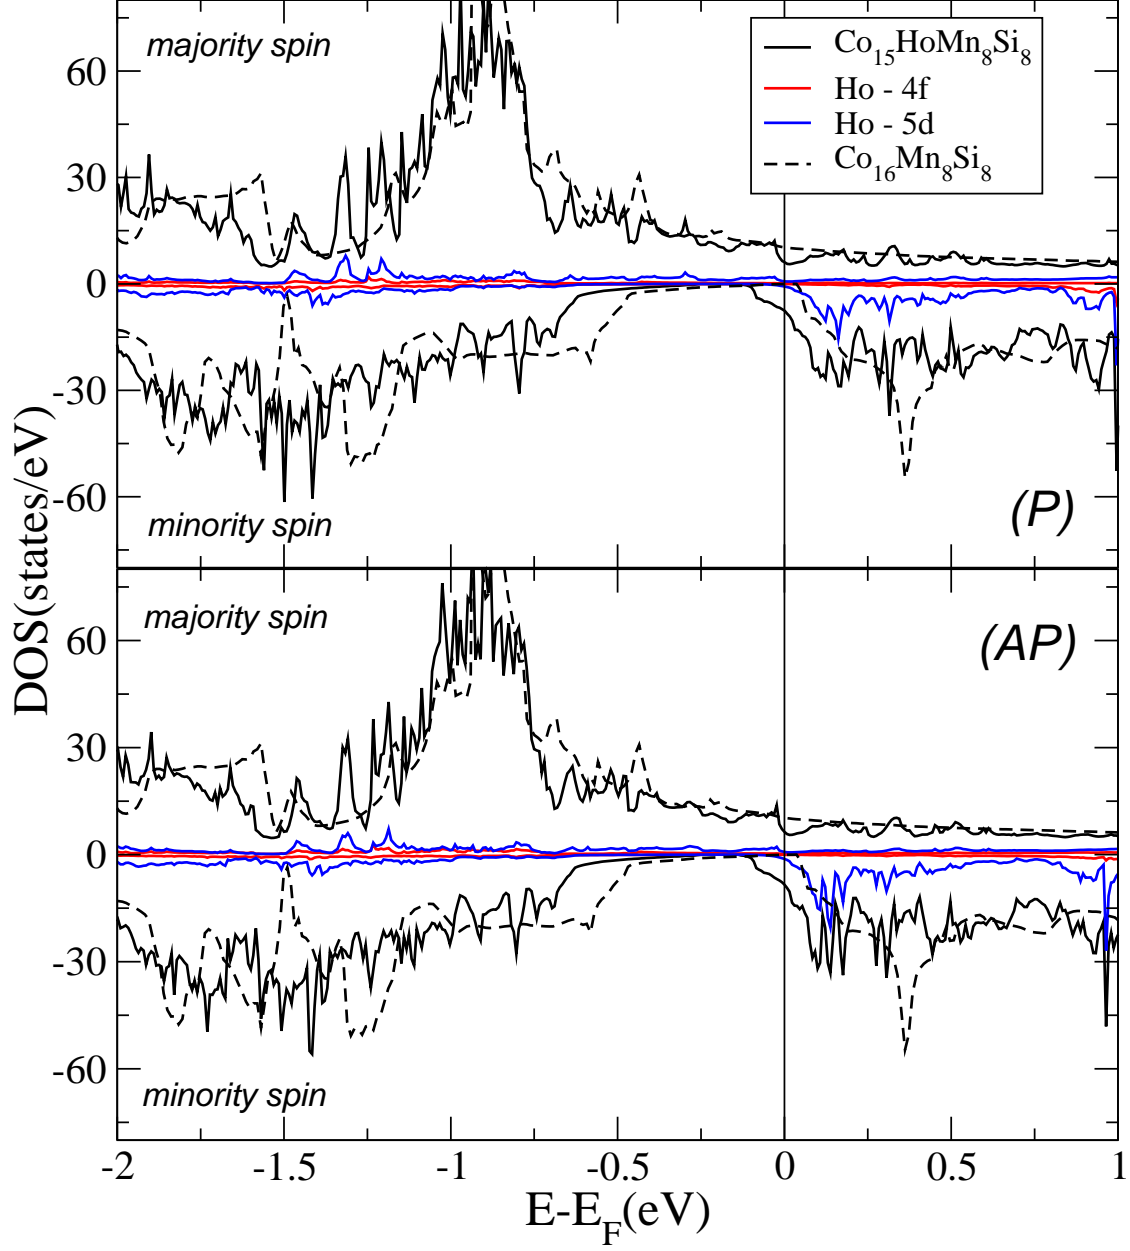 majority spin
Co15HoMn8Si8
Ho - 4f
Ho - 5d
Co16Mn8Si8
60
30
0
-30
-60
minority spin
(P)
DOS(states/eV)
majority spin
(AP)
60
30
0
-30
-60
minority spin
-2 -1.5 -1 -0.5 0 0.5 1
E-EF(eV)